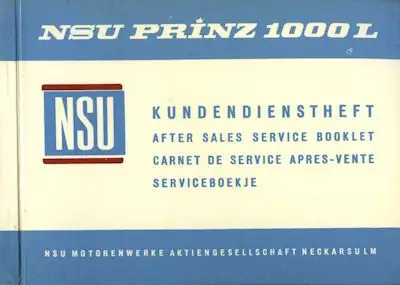 NSU PRINZ 1000 L
NSU
KUNDENDIENSTHEFT
AFTER SALES SERVICE BOOKLET
CARNET DE SERVICE APRES-VENTE
SERVICEBOEKJE
NSU MOTORENWERKE AKTIENGESELLSCHAFT NECKARSULM